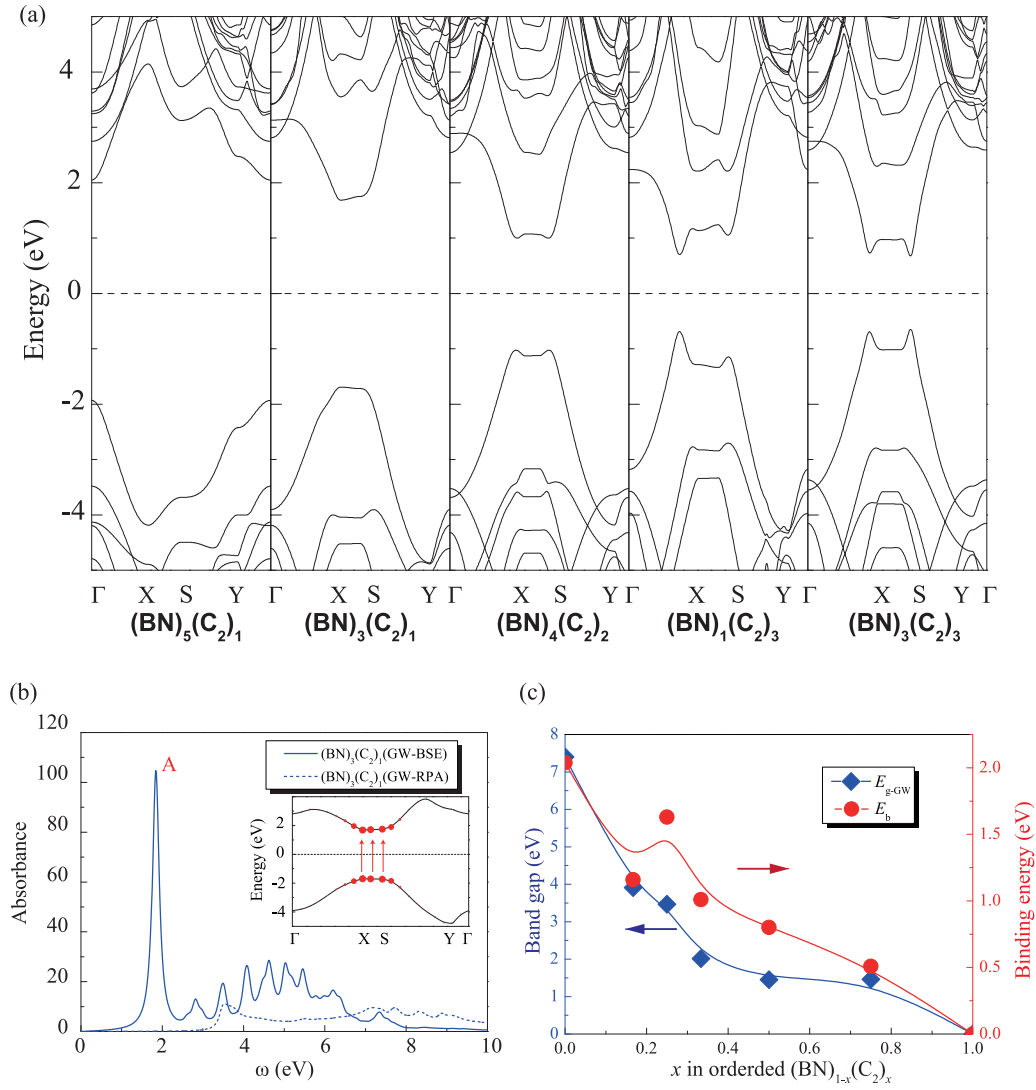 (a)
4
2
0
-2
-4
Energy (eV)
Γ X S Y Γ X S Y Γ X S Y Γ X S Y Γ X S Y Γ
(BN)5(C2)1 (BN)3(C2)1 (BN)4(C2)2 (BN)1(C2)3 (BN)3(C2)3
(b)
120
100
80
60
40
20
0
Absorbance
0 2 4 6 8 10
ω (eV)
A
(BN)3(C2)1(GW-BSE)
(BN)3(C2)1(GW-RPA)
2
0
-2
-4
Energy (eV)
Γ X S Y Γ
(c)
8
7
6
5
4
3
2
1
0
Band gap (eV)
Eg-GW
Eb
2.0
1.5
1.0
0.5
0.0
Binding energy (eV)
0.0 0.2 0.4 0.6 0.8 1.0
x in orderded (BN)1-x(C2)x